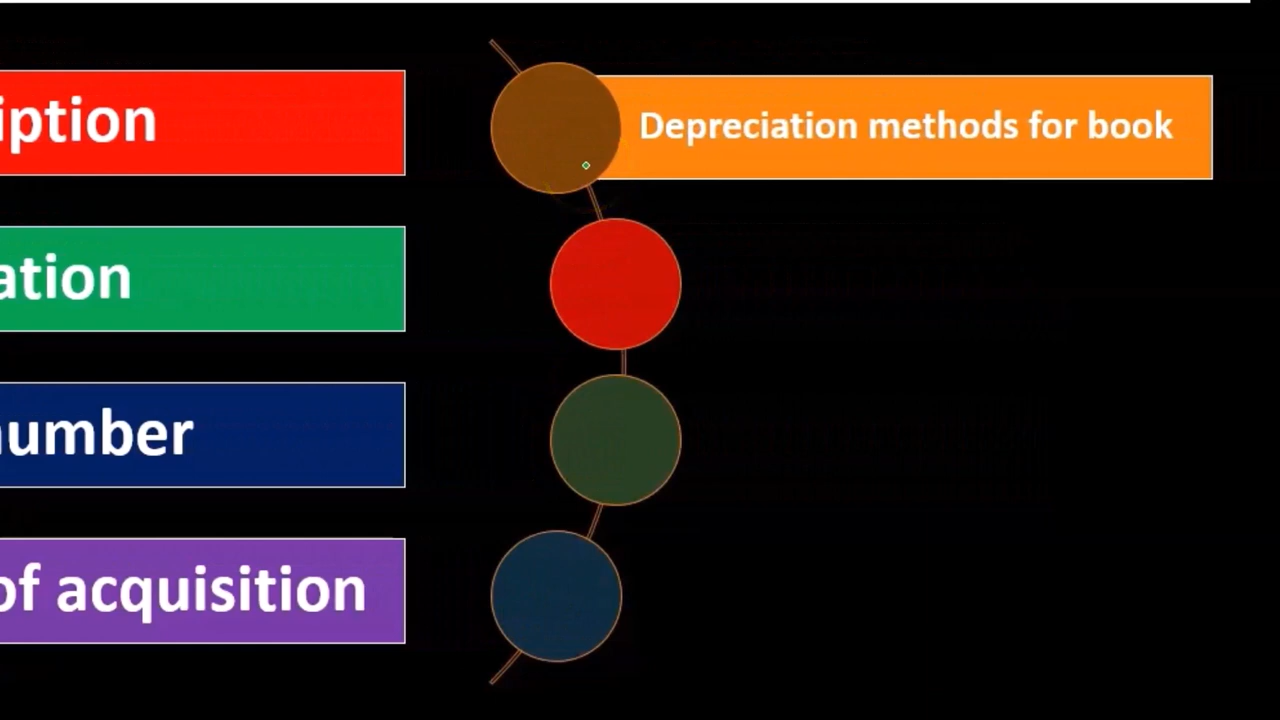 iption
Depreciation methods for book
ation
number
of acquisition